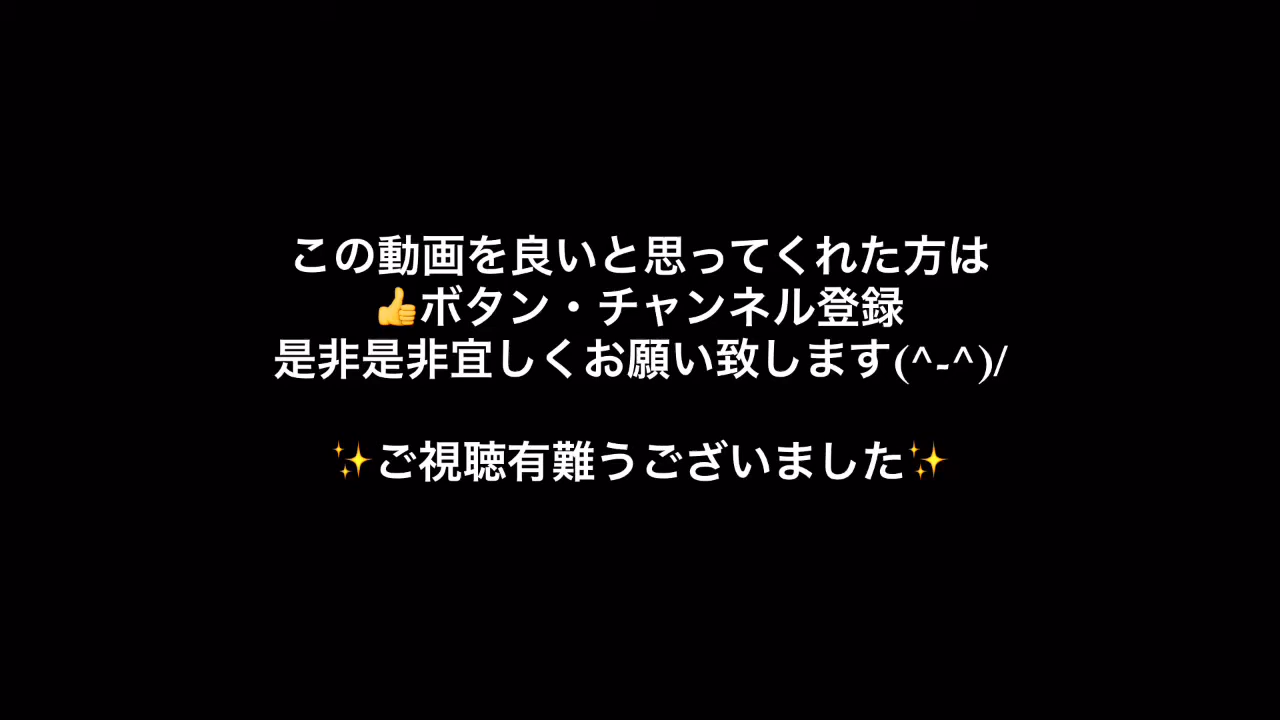 この動画を良いと思ってくれた方は
👍ボタン・チャンネル登録
是非是非宜しくお願い致します(^-^)/
✨ご視聴有難うございました✨